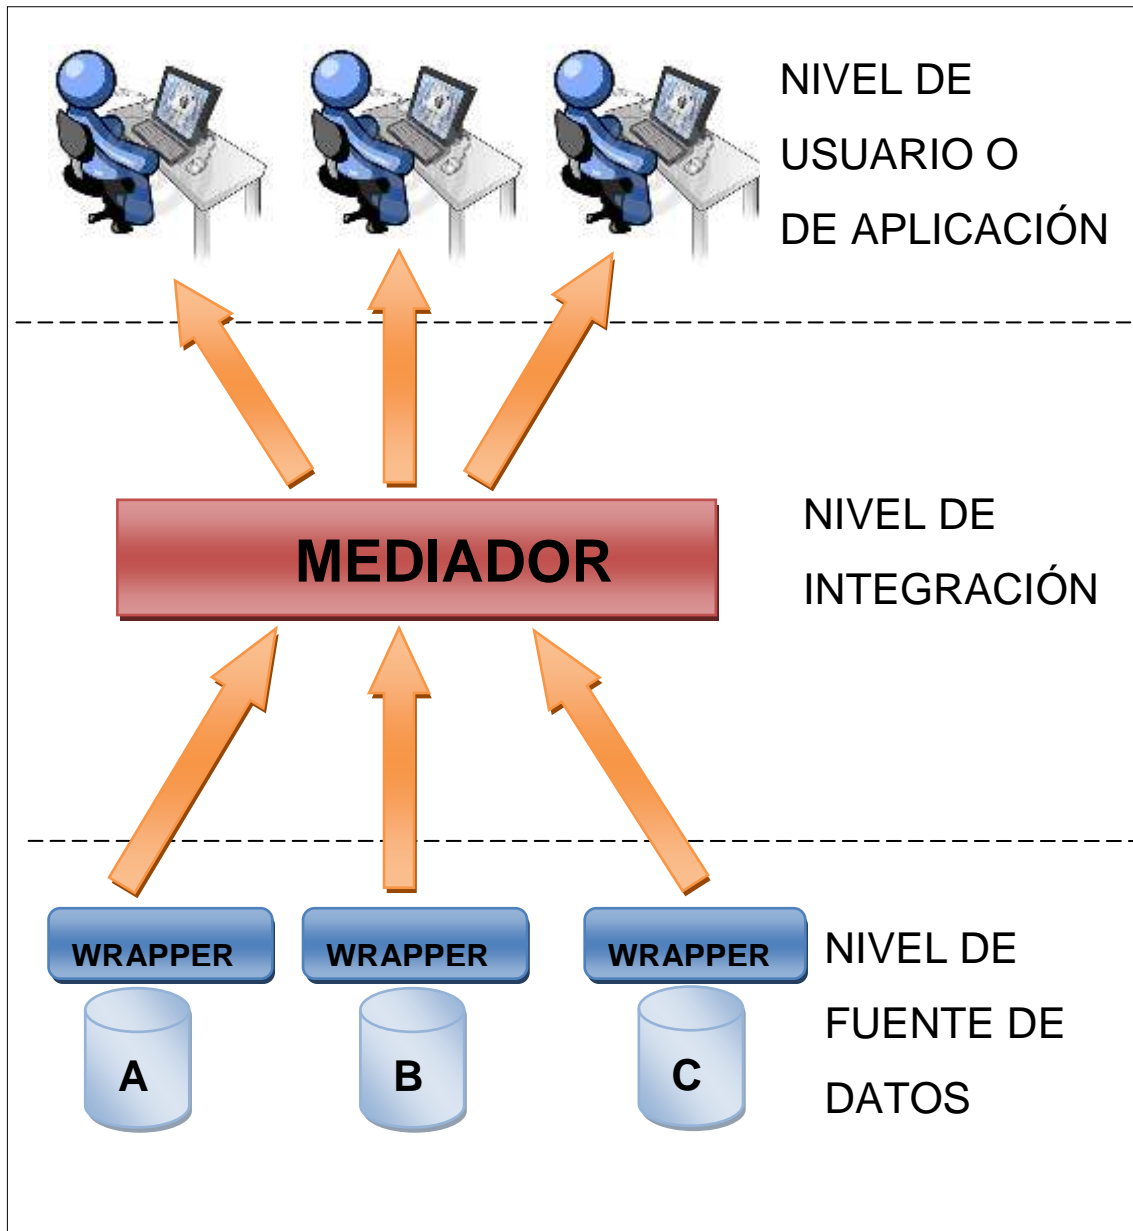 NIVEL DE
USUARIO O
DE APLICACIÓN
MEDIADOR
NIVEL DE
INTEGRACIÓN
WRAPPER
WRAPPER
WRAPPER
A
B
C
NIVEL DE
FUENTE DE
DATOS